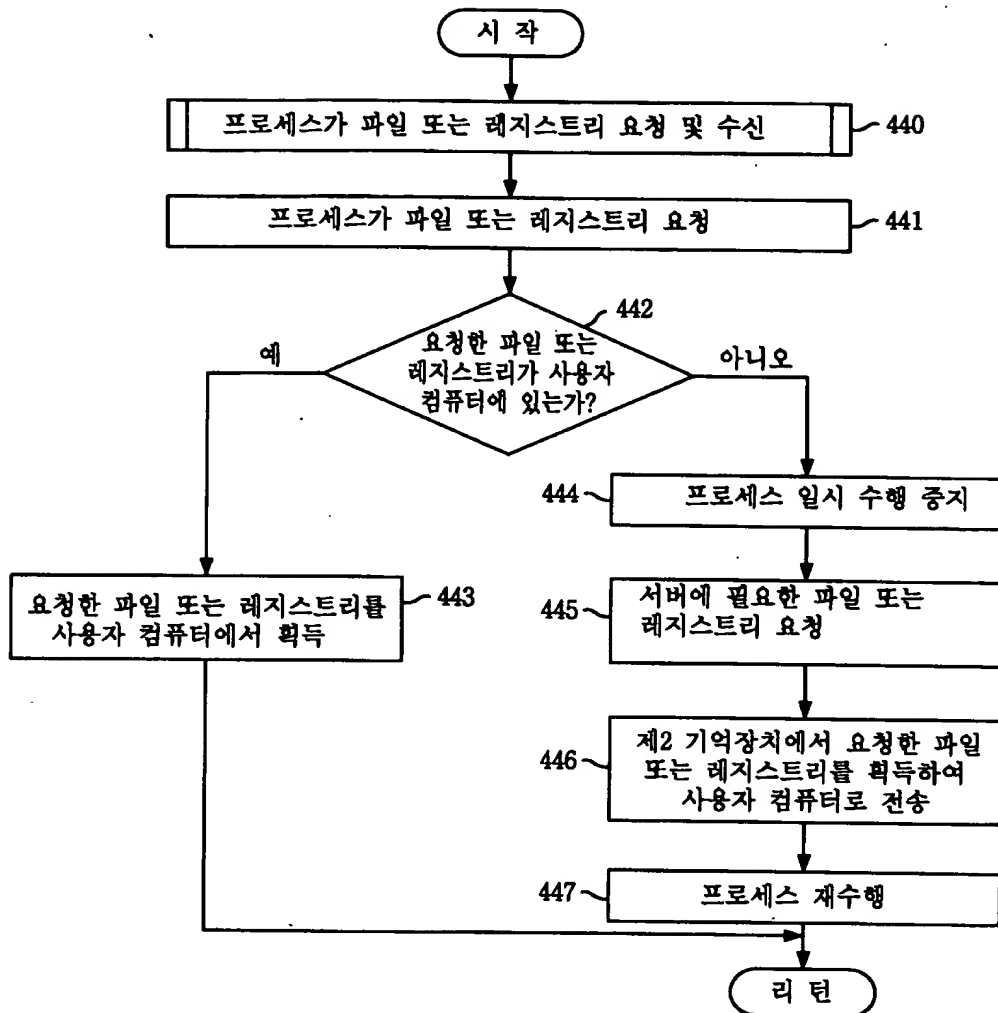 시 작
프로세스가 파일 또는 레지스트리 요청 및 수신
440
프로세스가 파일 또는 레지스트리 요청
441
442
요청한 파일 또는
레지스트리가 사용자
컴퓨터에 있는가?
예
아니오
444
프로세스 일시 수행 중지
요청한 파일 또는 레지스트리를
사용자 컴퓨터에서 획득
443
445
서버에 필요한 파일 또는
레지스트리 요청
446
제2 기억장치에서 요청한 파일
또는 레지스트리를 획득하여
사용자 컴퓨터로 전송
447
프로세스 재수행
리 턴